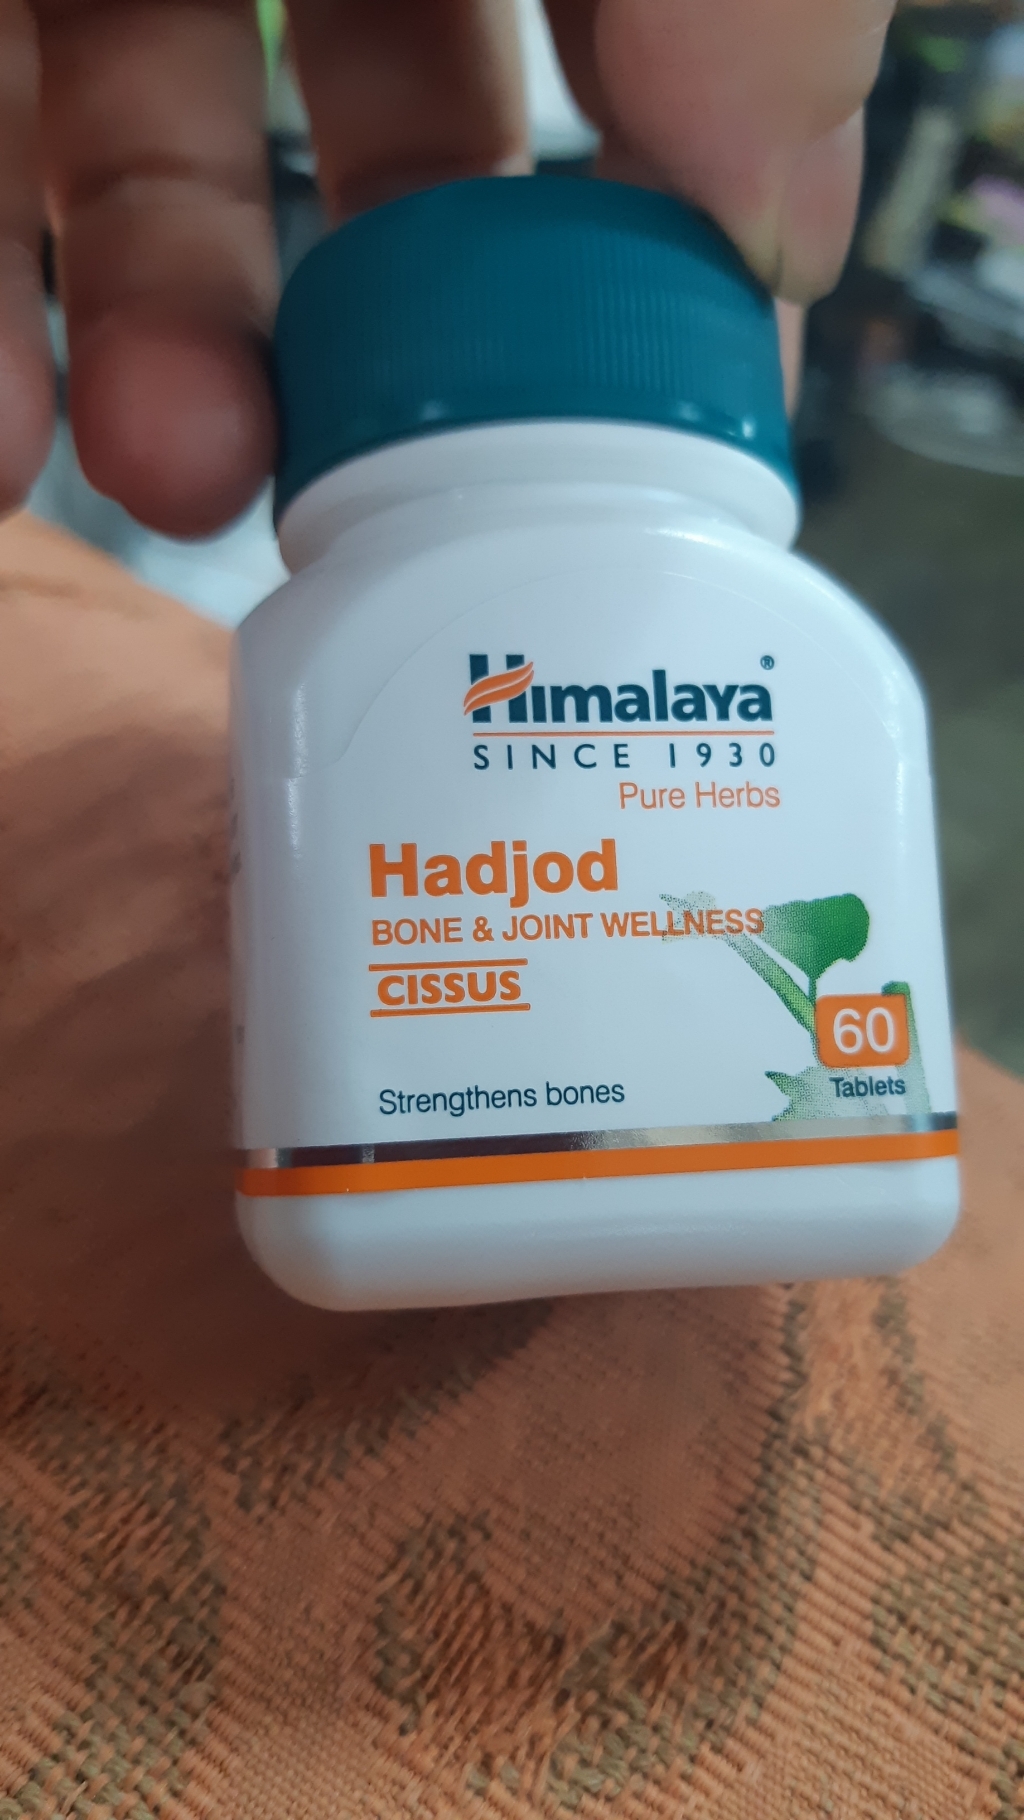 Himalaya®
SINCE 1930
Pure Herbs
Hadjod
BONE & JOINT WELLNESS
CISSUS
60
Tablets
Strengthens bones